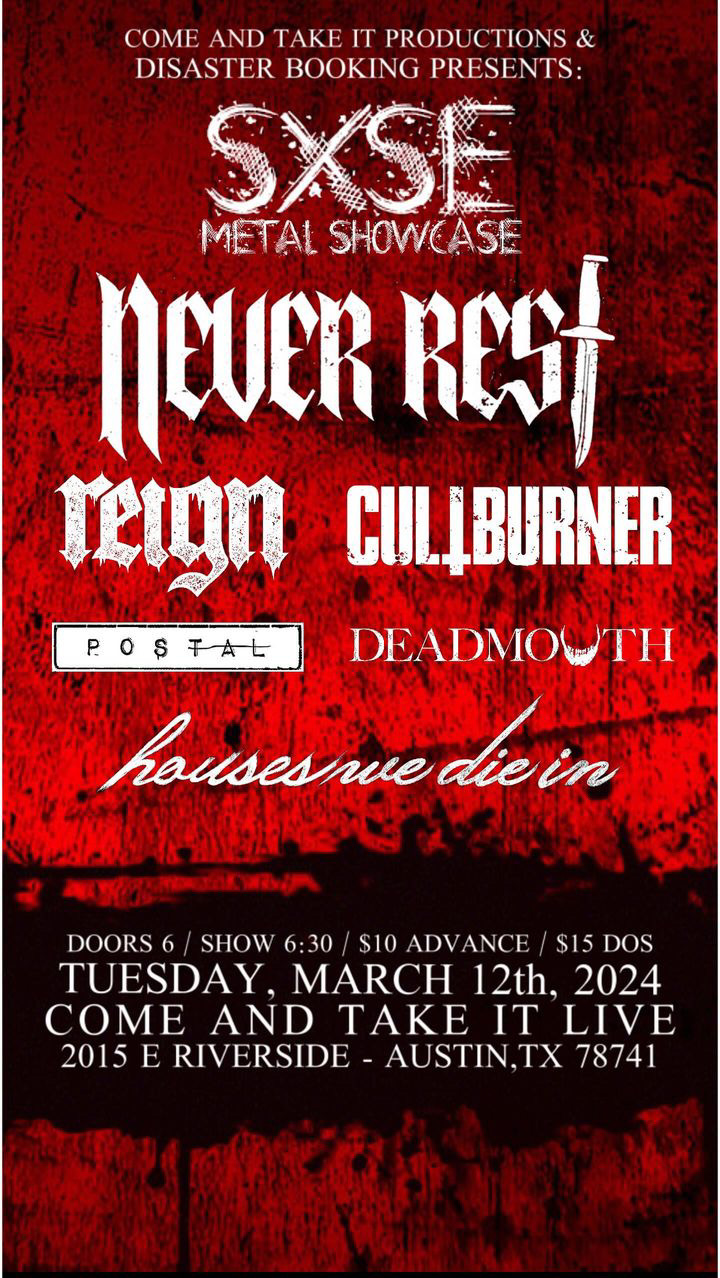 COME AND TAKE IT PRODUCTIONS &
DISASTER BOOKING PRESENTS:
SXSE
METAL SHOWCASE
NEVER REST
reign
CULTBURNER
POSTAL
DEADMOUTH
houses we die in
DOORS 6 / SHOW 6:30 / $10 ADVANCE / $15 DOS
TUESDAY, MARCH 12th, 2024
COME AND TAKE IT LIVE
2015 E RIVERSIDE - AUSTIN,TX 78741